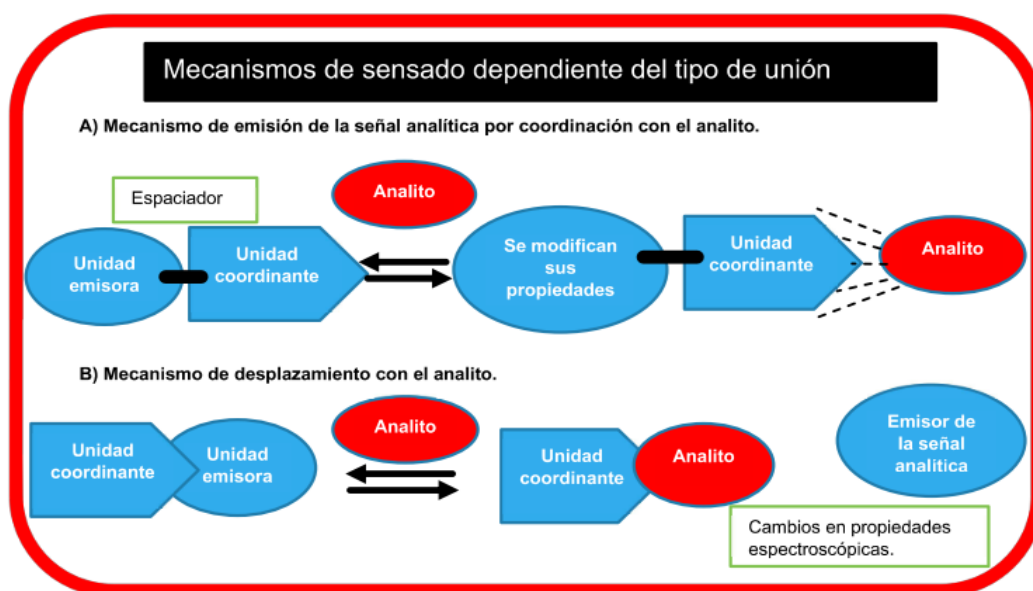 Mecanismos de sensado dependiente del tipo de unión
A) Mecanismo de emisión de la señal analítica por coordinación con el analito.
Espaciador
Analito
Unidad
emisora
Unidad
coordinante
Se modifican
sus
propiedades
Unidad
coordinante
Analito
B) Mecanismo de desplazamiento con el analito.
Unidad
coordinante
Unidad
emisora
Analito
Unidad
coordinante
Analito
Emisor de
la señal
analitica
Cambios en propiedades
espectroscópicas.